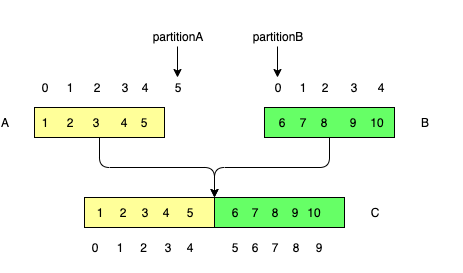 partitionA partitionB
0 1 2 3 4 5 0 1 2 3 4
A 1 2 3 4 5 6 7 8 9 10 B
1 2 3 4 5 6 7 8 9 10 C
0 1 2 3 4 5 6 7 8 9